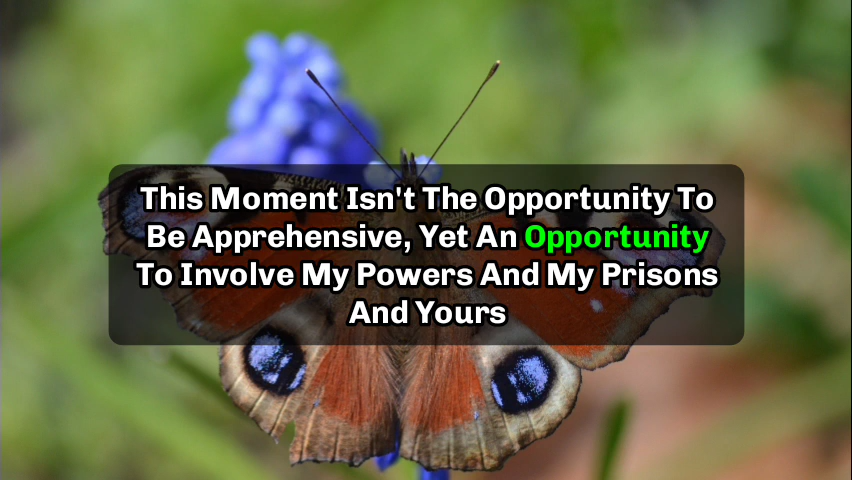 This Moment Isn't The Opportunity To
Be Apprehensive, Yet An Opportunity
To Involve My Powers And My Prisons
And Yours